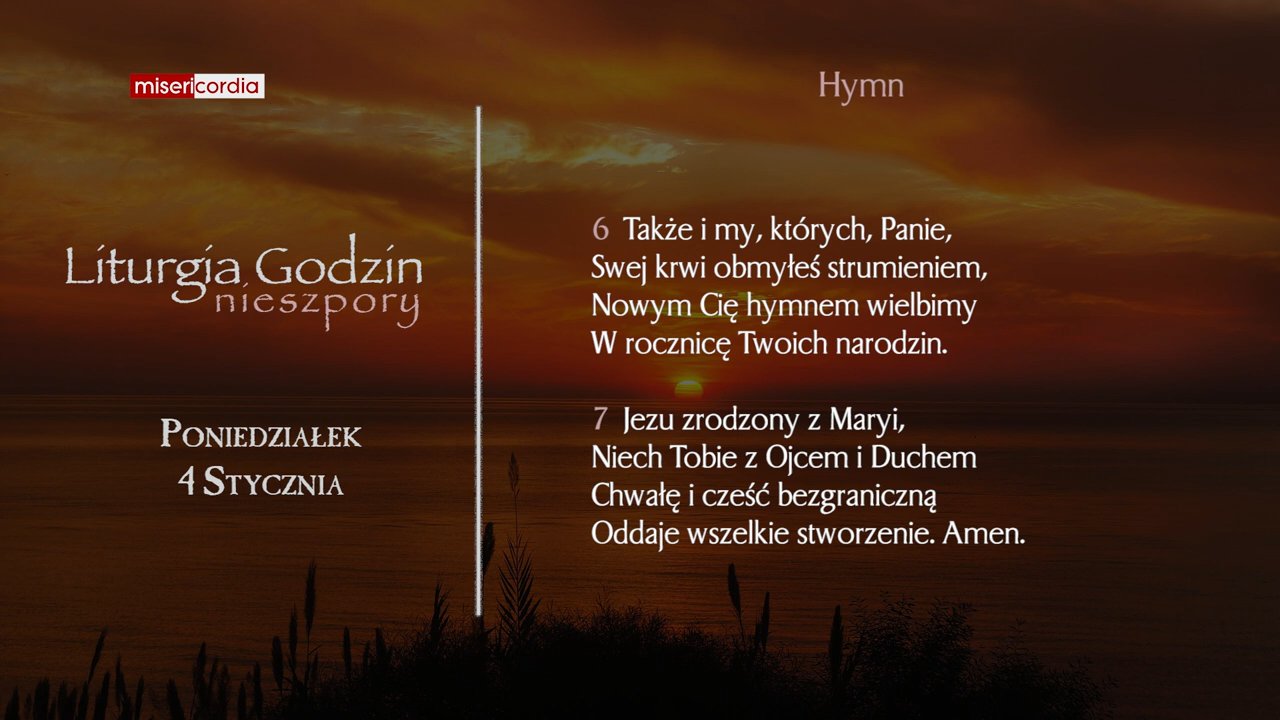 misericordia
Liturgia Godzin
nieszpory
Poniedziałek
4 Stycznia
Hymn
6 Także i my, których, Panie,
Swej krwi obmyłeś strumieniem,
Nowym Cię hymnem wielbimy
W rocznicę Twoich narodzin.
7 Jezu zrodzony z Maryi,
Niech Tobie z Ojcem i Duchem
Chwałę i cześć bezgraniczną
Oddaje wszelkie stworzenie. Amen.